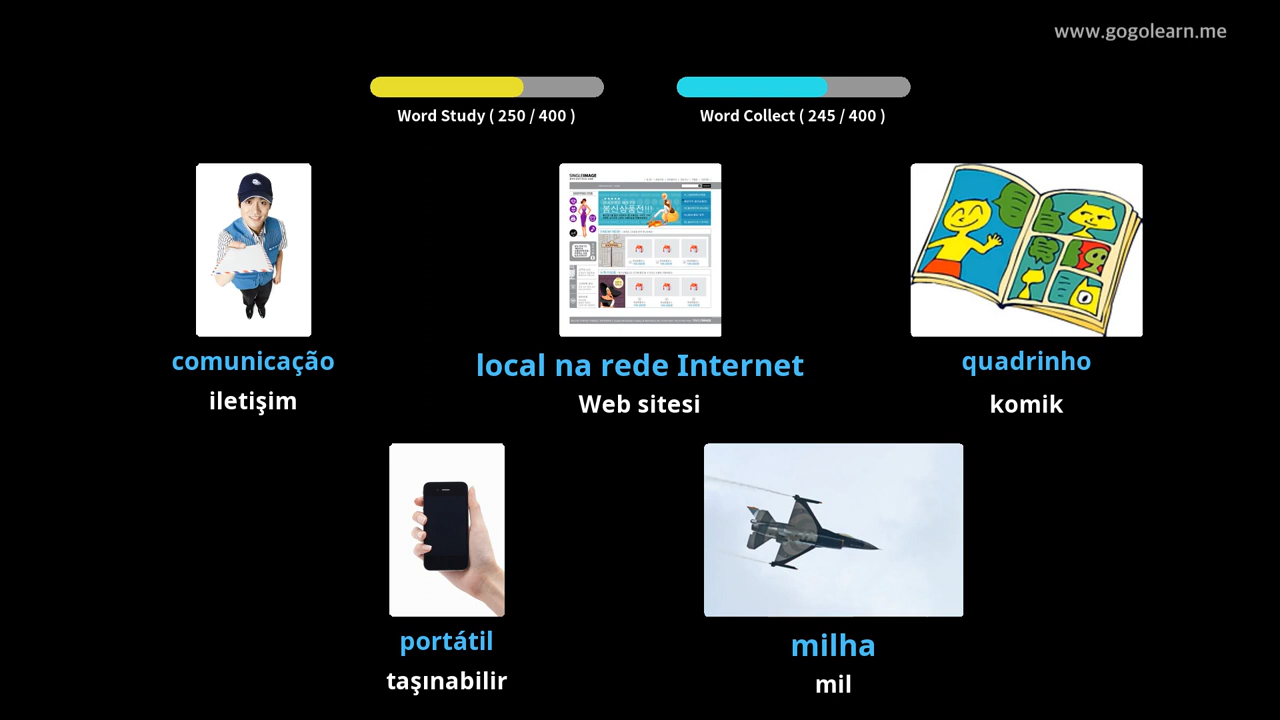 www.gogolearn.me
Word Study ( 250 / 400 )
Word Collect ( 245 / 400 )
comunicação
iletişim
local na rede Internet
Web sitesi
quadrinho
komik
portátil
taşınabilir
milha
mil